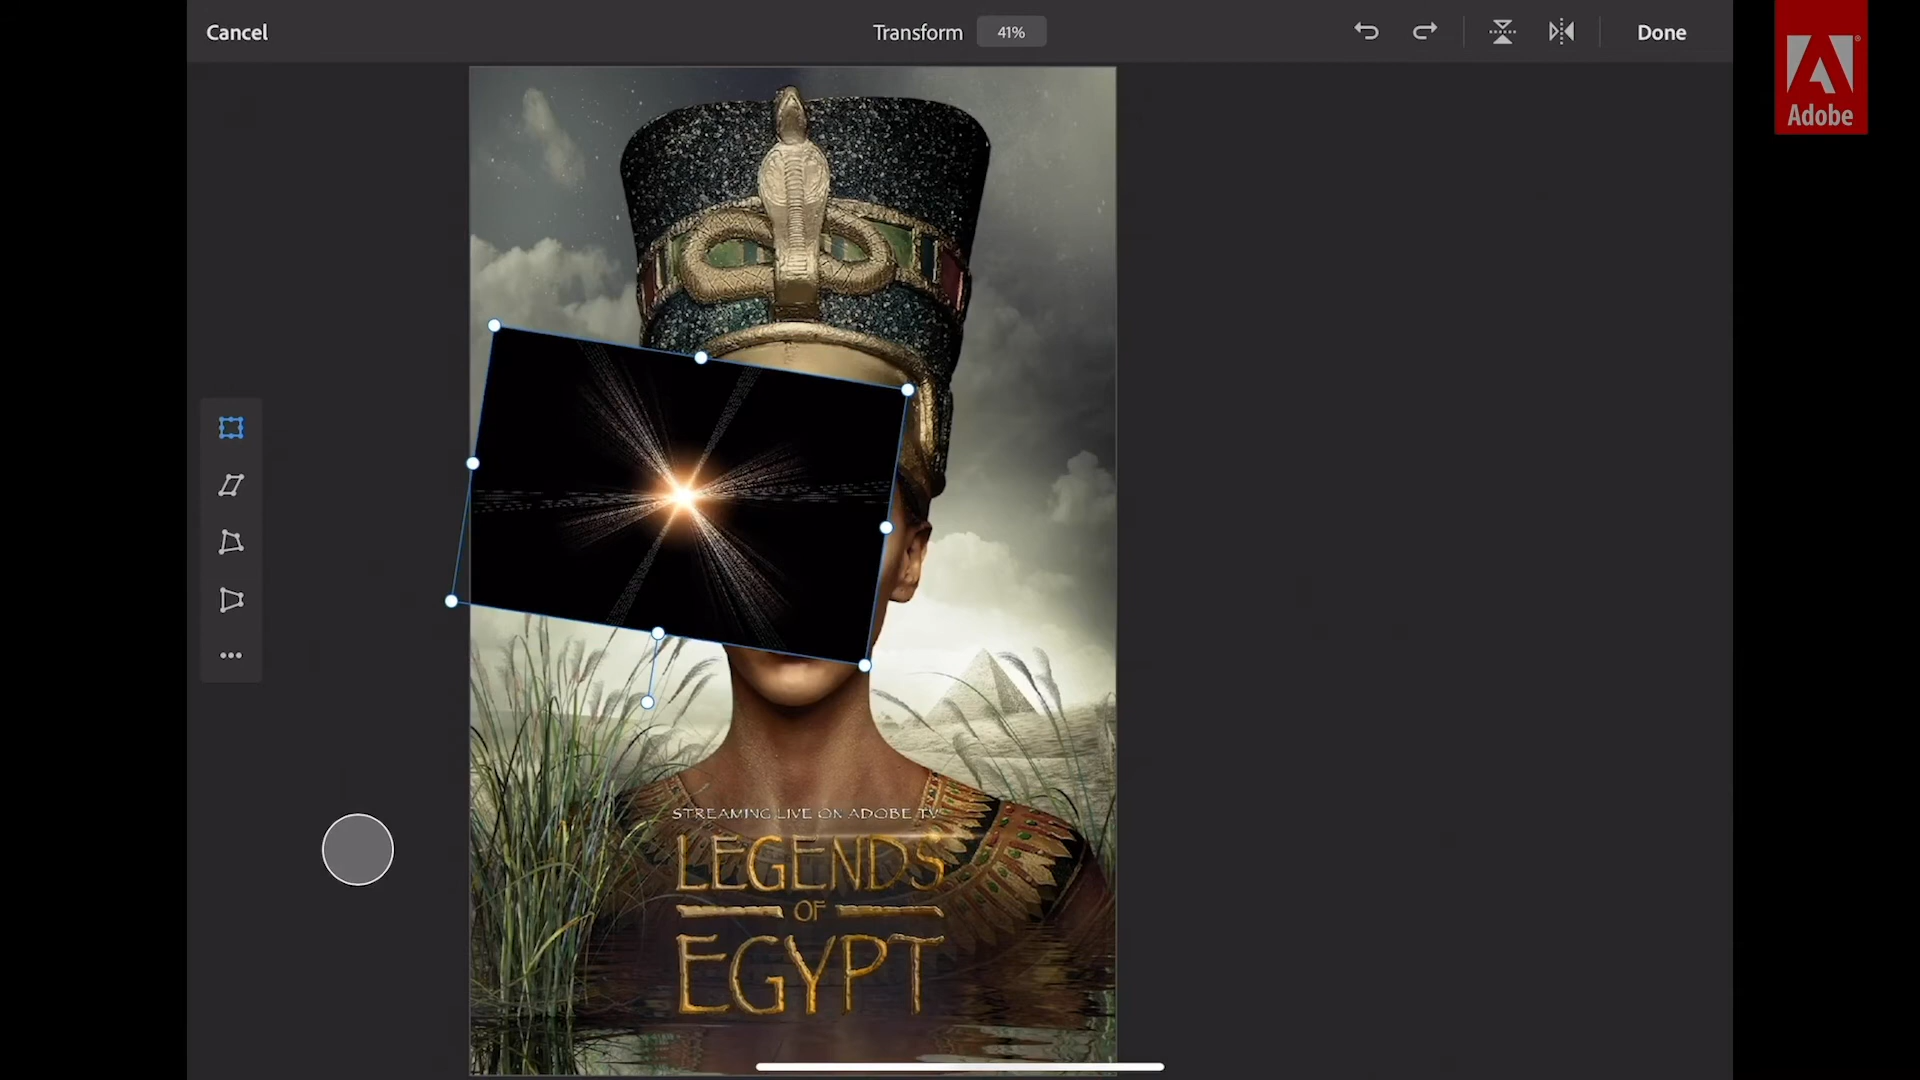 Cancel
Transform 41%
Done
Adobe
STREAMING LIVE ON ADOBE TV
LEGENDS
OF
EGYPT